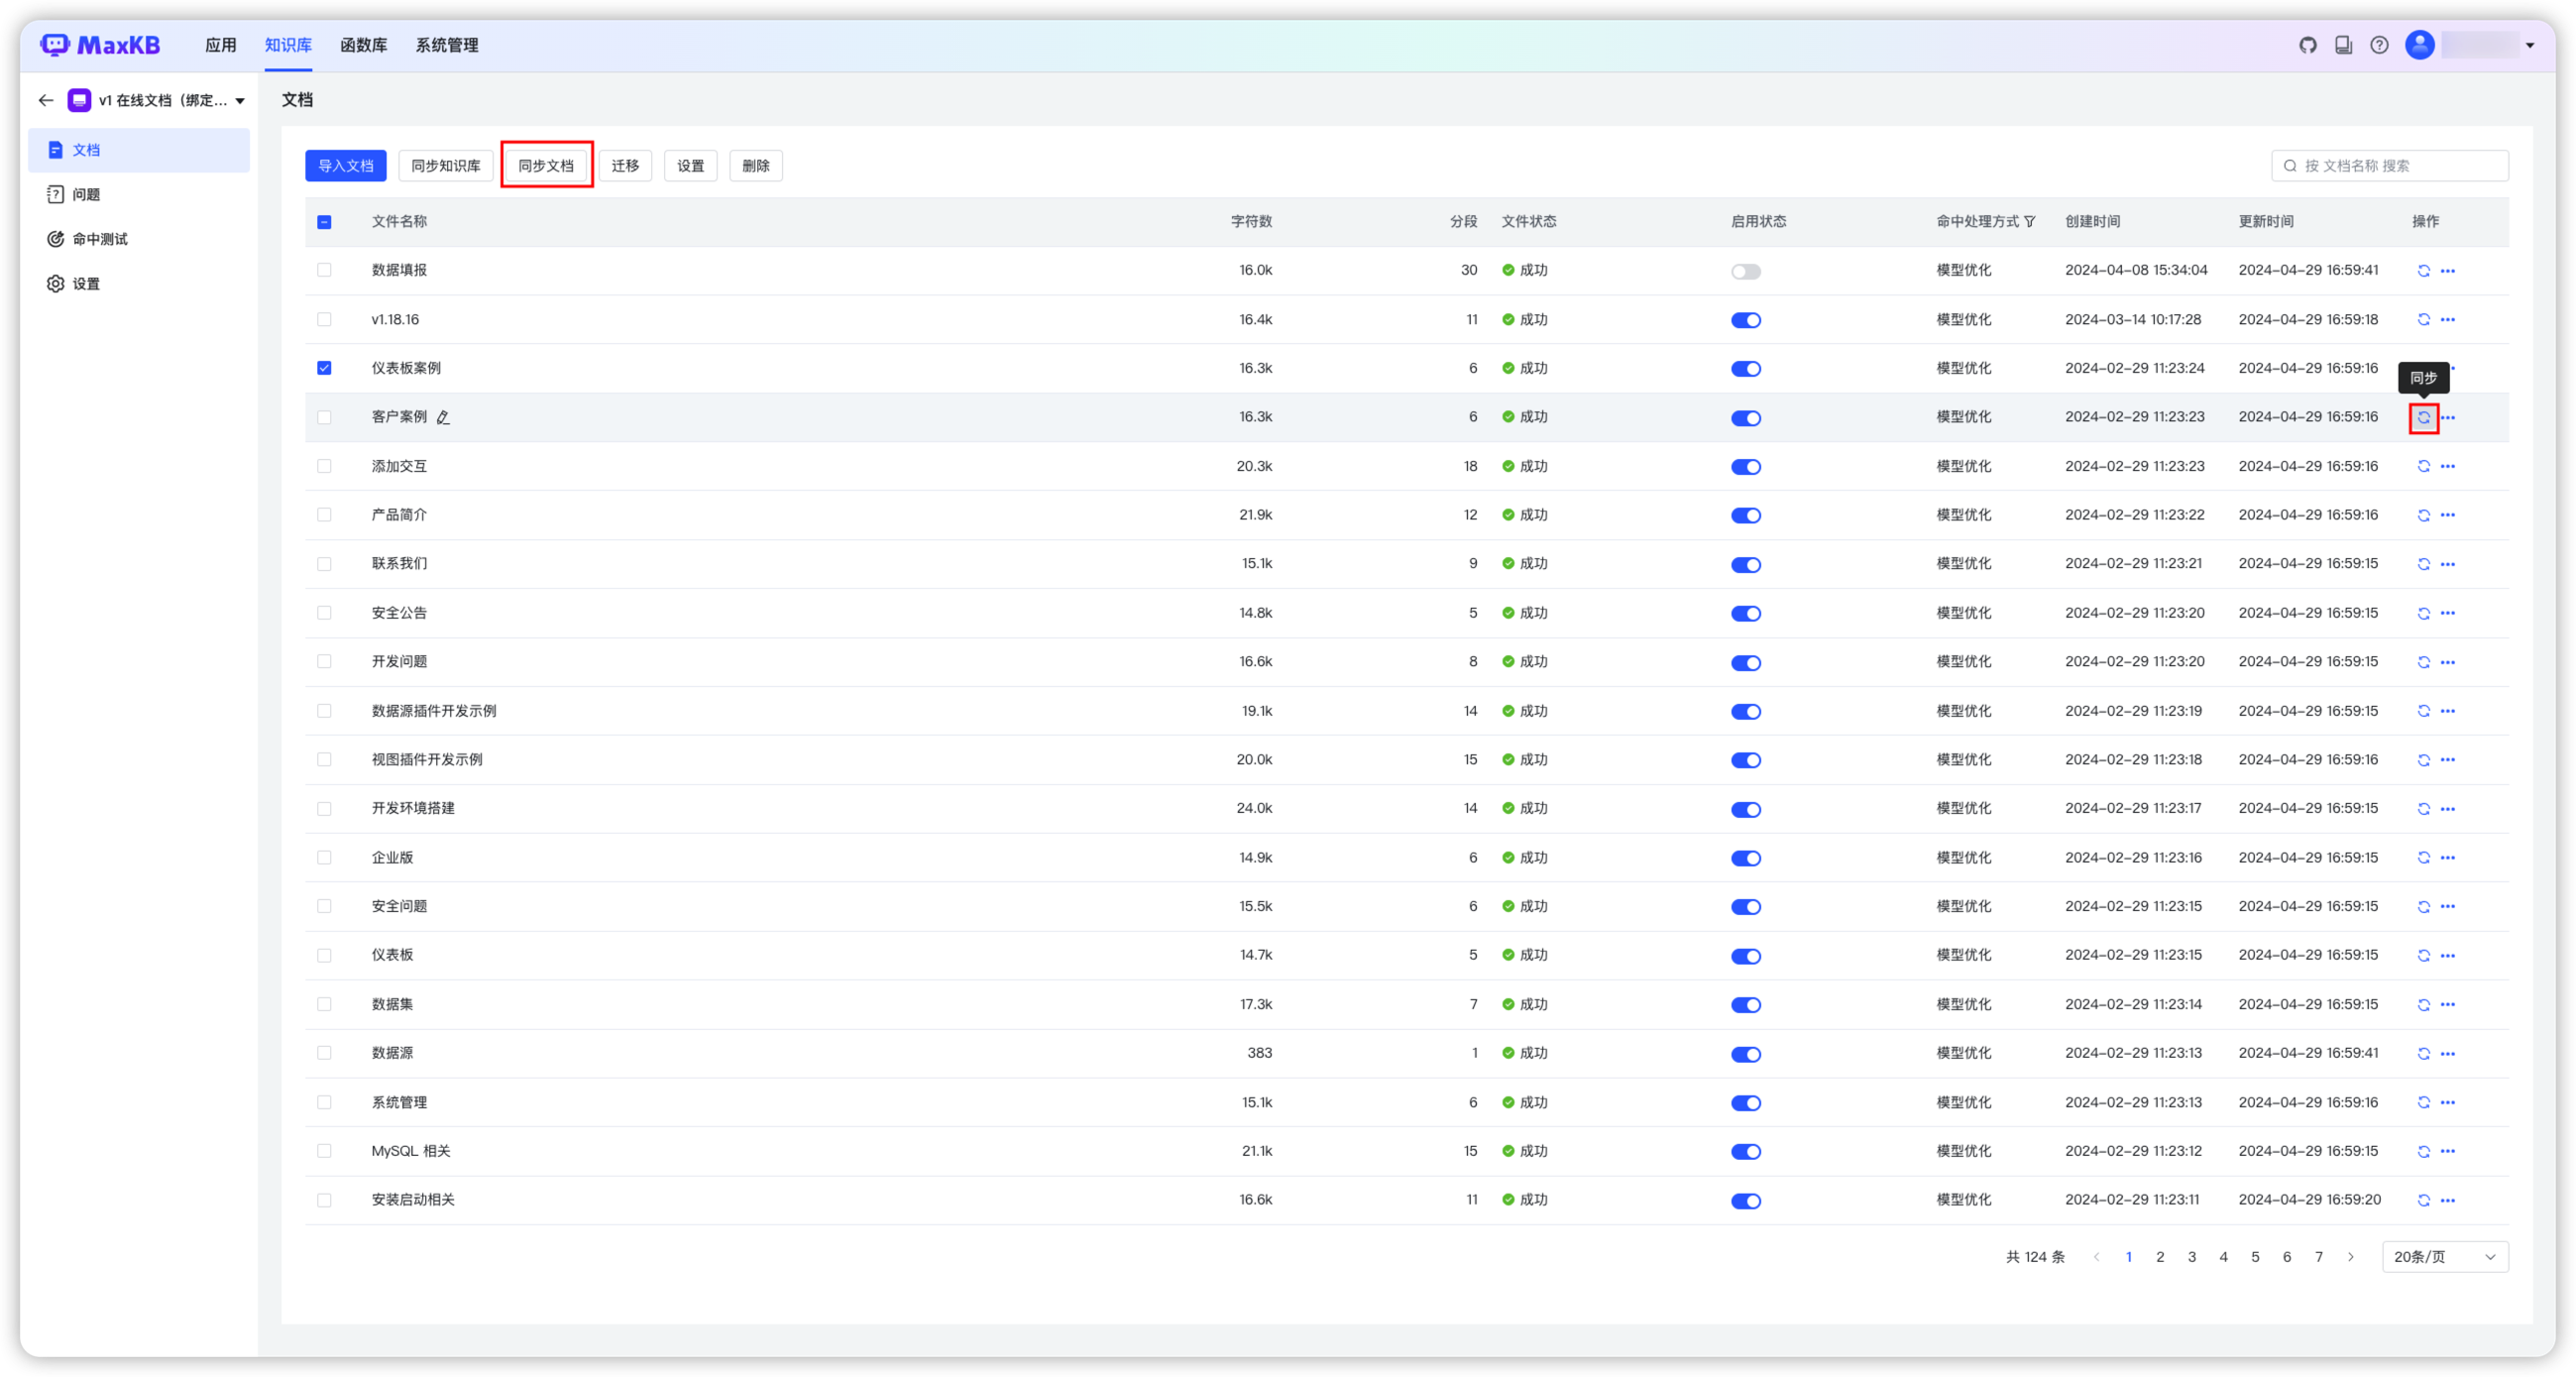 MaxKB 应用 知识库 函数库 系统管理
v1 在线文档（绑定... 文档
文档
问题
命中测试
设置
导入文档 同步知识库 同步文档 迁移 设置 删除 按 文档名称 搜索
文件名称 字符数 分段 文件状态 启用状态 命中处理方式 创建时间 更新时间 操作
数据填报 16.0k 30 成功 模型优化 2024-04-08 15:34:04 2024-04-29 16:59:41
v1.18.16 16.4k 11 成功 模型优化 2024-03-14 10:17:28 2024-04-29 16:59:18
仪表板案例 16.3k 6 成功 模型优化 2024-02-29 11:23:24 2024-04-29 16:59:16
同步
客户案例 16.3k 6 成功 模型优化 2024-02-29 11:23:23 2024-04-29 16:59:16
添加交互 20.3k 18 成功 模型优化 2024-02-29 11:23:23 2024-04-29 16:59:16
产品简介 21.9k 12 成功 模型优化 2024-02-29 11:23:22 2024-04-29 16:59:16
联系我们 15.1k 9 成功 模型优化 2024-02-29 11:23:21 2024-04-29 16:59:15
安全公告 14.8k 5 成功 模型优化 2024-02-29 11:23:20 2024-04-29 16:59:15
开发问题 16.6k 8 成功 模型优化 2024-02-29 11:23:20 2024-04-29 16:59:15
数据源插件开发示例 19.1k 14 成功 模型优化 2024-02-29 11:23:19 2024-04-29 16:59:15
视图插件开发示例 20.0k 15 成功 模型优化 2024-02-29 11:23:18 2024-04-29 16:59:16
开发环境搭建 24.0k 14 成功 模型优化 2024-02-29 11:23:17 2024-04-29 16:59:15
企业版 14.9k 6 成功 模型优化 2024-02-29 11:23:16 2024-04-29 16:59:15
安全问题 15.5k 6 成功 模型优化 2024-02-29 11:23:15 2024-04-29 16:59:15
仪表板 14.7k 5 成功 模型优化 2024-02-29 11:23:15 2024-04-29 16:59:15
数据集 17.3k 7 成功 模型优化 2024-02-29 11:23:14 2024-04-29 16:59:15
数据源 383 1 成功 模型优化 2024-02-29 11:23:13 2024-04-29 16:59:41
系统管理 15.1k 6 成功 模型优化 2024-02-29 11:23:13 2024-04-29 16:59:16
MySQL 相关 21.1k 15 成功 模型优化 2024-02-29 11:23:12 2024-04-29 16:59:15
安装启动相关 16.6k 11 成功 模型优化 2024-02-29 11:23:11 2024-04-29 16:59:20
共 124 条 1 2 3 4 5 6 7 20条/页